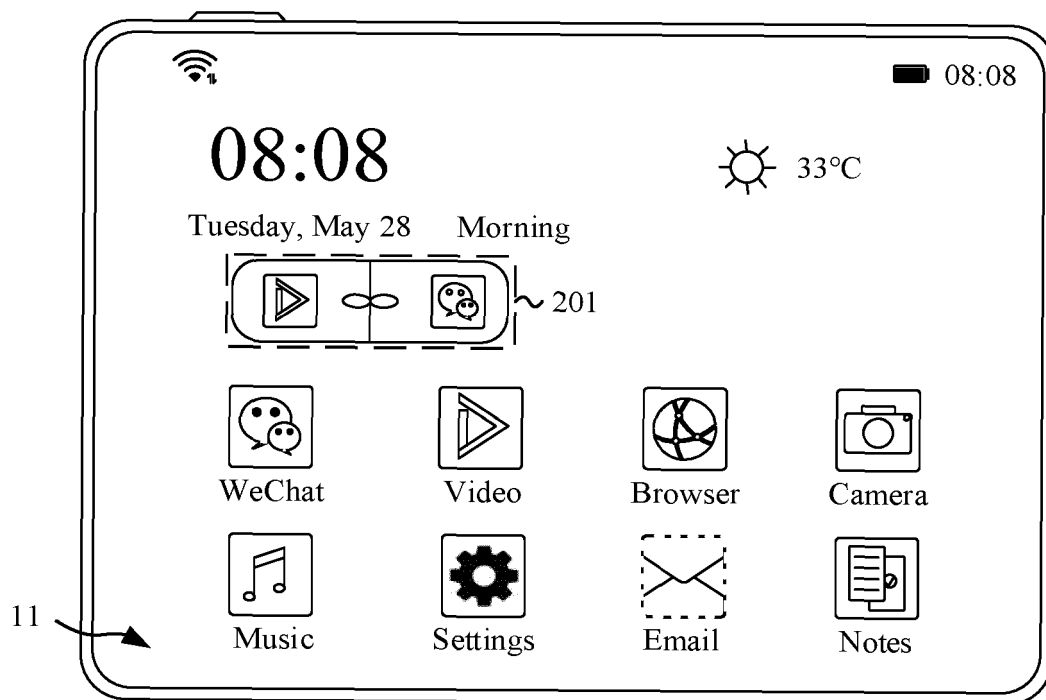 08:08
08:08
33°C
Tuesday, May 28 Morning
201
WeChat Video Browser Camera
Music Settings Email Notes
11